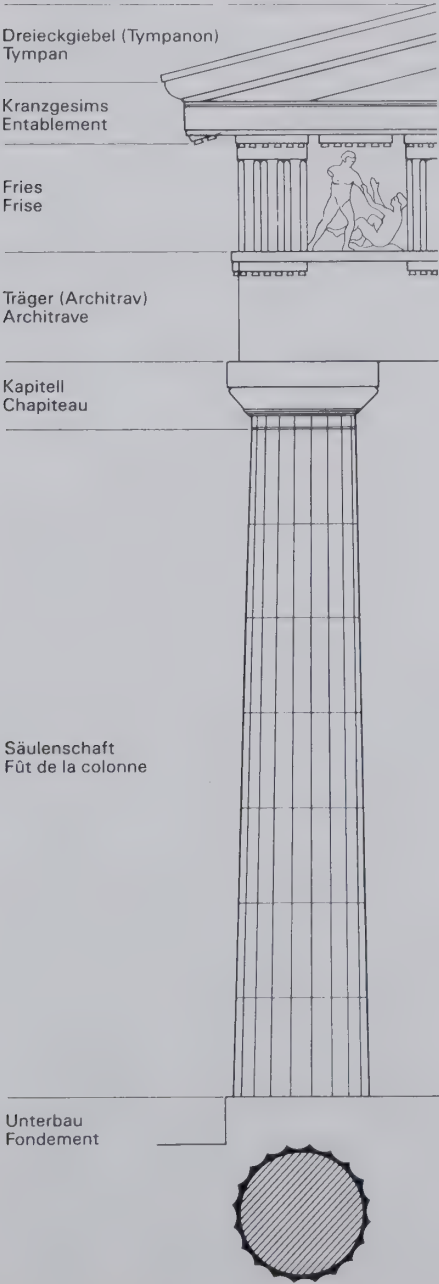 Dreieckgiebel (Tympanon)
Tympan
Kranzgesims
Entablement
Fries
Frise
Träger (Architrav)
Architrave
Kapitell
Chapiteau
Säulenschaft
Fût de la colonne
Unterbau
Fondement